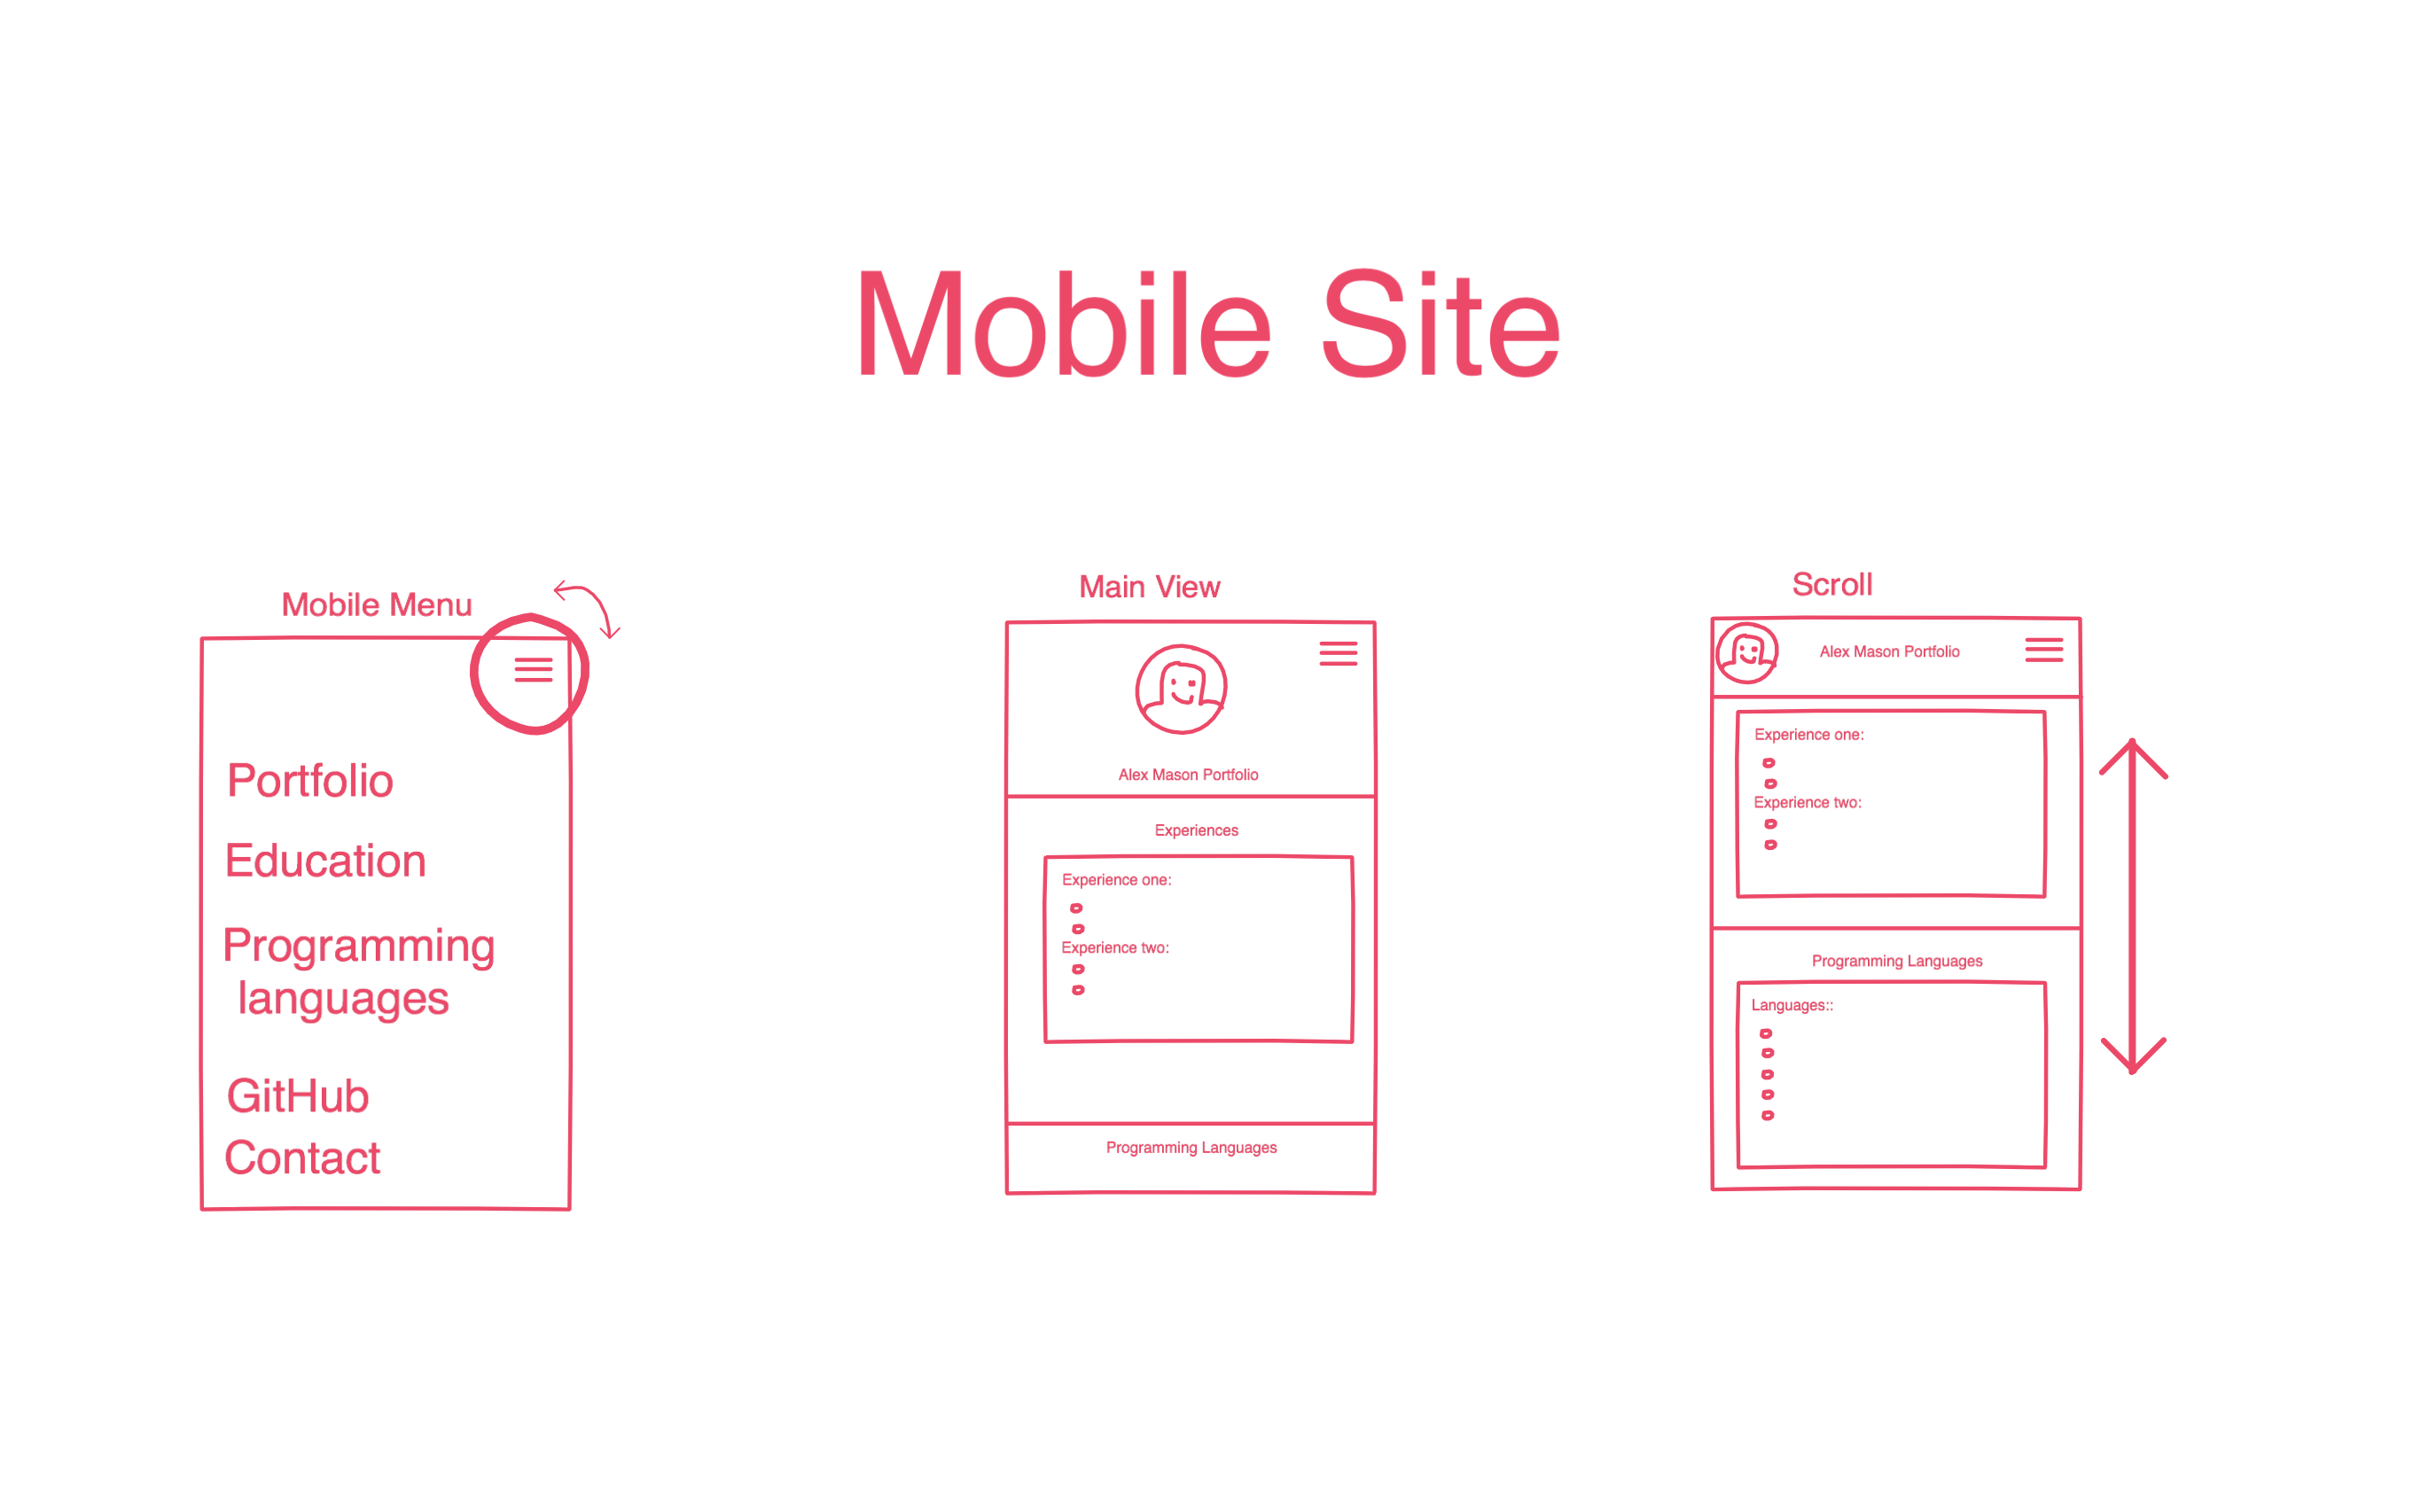 Mobile Site
Mobile Menu
Portfolio
Education
Programming
languages
GitHub
Contact
Main View
Alex Mason Portfolio
Experiences
Experience one:
Experience two:
Programming Languages
Scroll
Alex Mason Portfolio
Experience one:
Experience two:
Programming Languages
Languages::